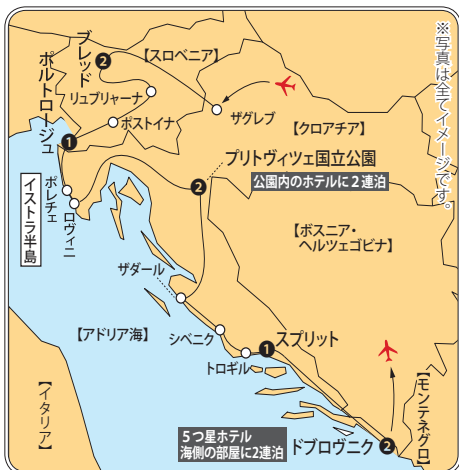 ※写真は全てイメージです。
【スロベニア】
ブレッド
❷
リュブリャーナ
ポルトロージュ
❶
ポストイナ
ザグレブ
【クロアチア】
プリトヴィツェ国立公園
❷
公園内のホテルに2連泊
ポレチェ
ロヴィニ
イストラ半島
【ボスニア・
ヘルツェゴビナ】
ザダール
【アドリア海】
シベニク
❶
スプリット
トロギル
【イタリア】
5つ星ホテル
海側の部屋に2連泊
ドブロヴニク
❷
【モンテネグロ】